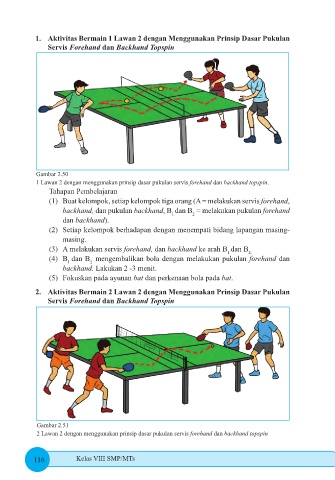 1. Aktivitas Bermain 1 Lawan 2 dengan Menggunakan Prinsip Dasar Pukulan
Servis Forehand dan Backhand Topspin
Gambar 2.50
1 Lawan 2 dengan menggunakan prinsip dasar pukulan servis forehand dan backhand topspin.
Tahapan Pembelajaran
(1) Buat kelompok, setiap kelompok tiga orang (A = melakukan servis forehand,
backhand, dan pukulan backhand, B1 dan B2 = melakukan pukulan forehand
dan backhand).
(2) Setiap kelompok berhadapan dengan menempati bidang lapangan masing-
masing.
(3) A melakukan servis forehand, dan backhand ke arah B1 dan B2.
(4) B1 dan B2 mengembalikan bola dengan melakukan pukulan forehand dan
backhand. Lakukan 2 -3 menit.
(5) Fokuskan pada ayunan bat dan perkenaan bola pada bat.
2. Aktivitas Bermain 2 Lawan 2 dengan Menggunakan Prinsip Dasar Pukulan
Servis Forehand dan Backhand Topspin
Gambar 2.51
2 Lawan 2 dengan menggunakan prinsip dasar pukulan servis forehand dan backhand topspin
116 Kelas VIII SMP/MTs